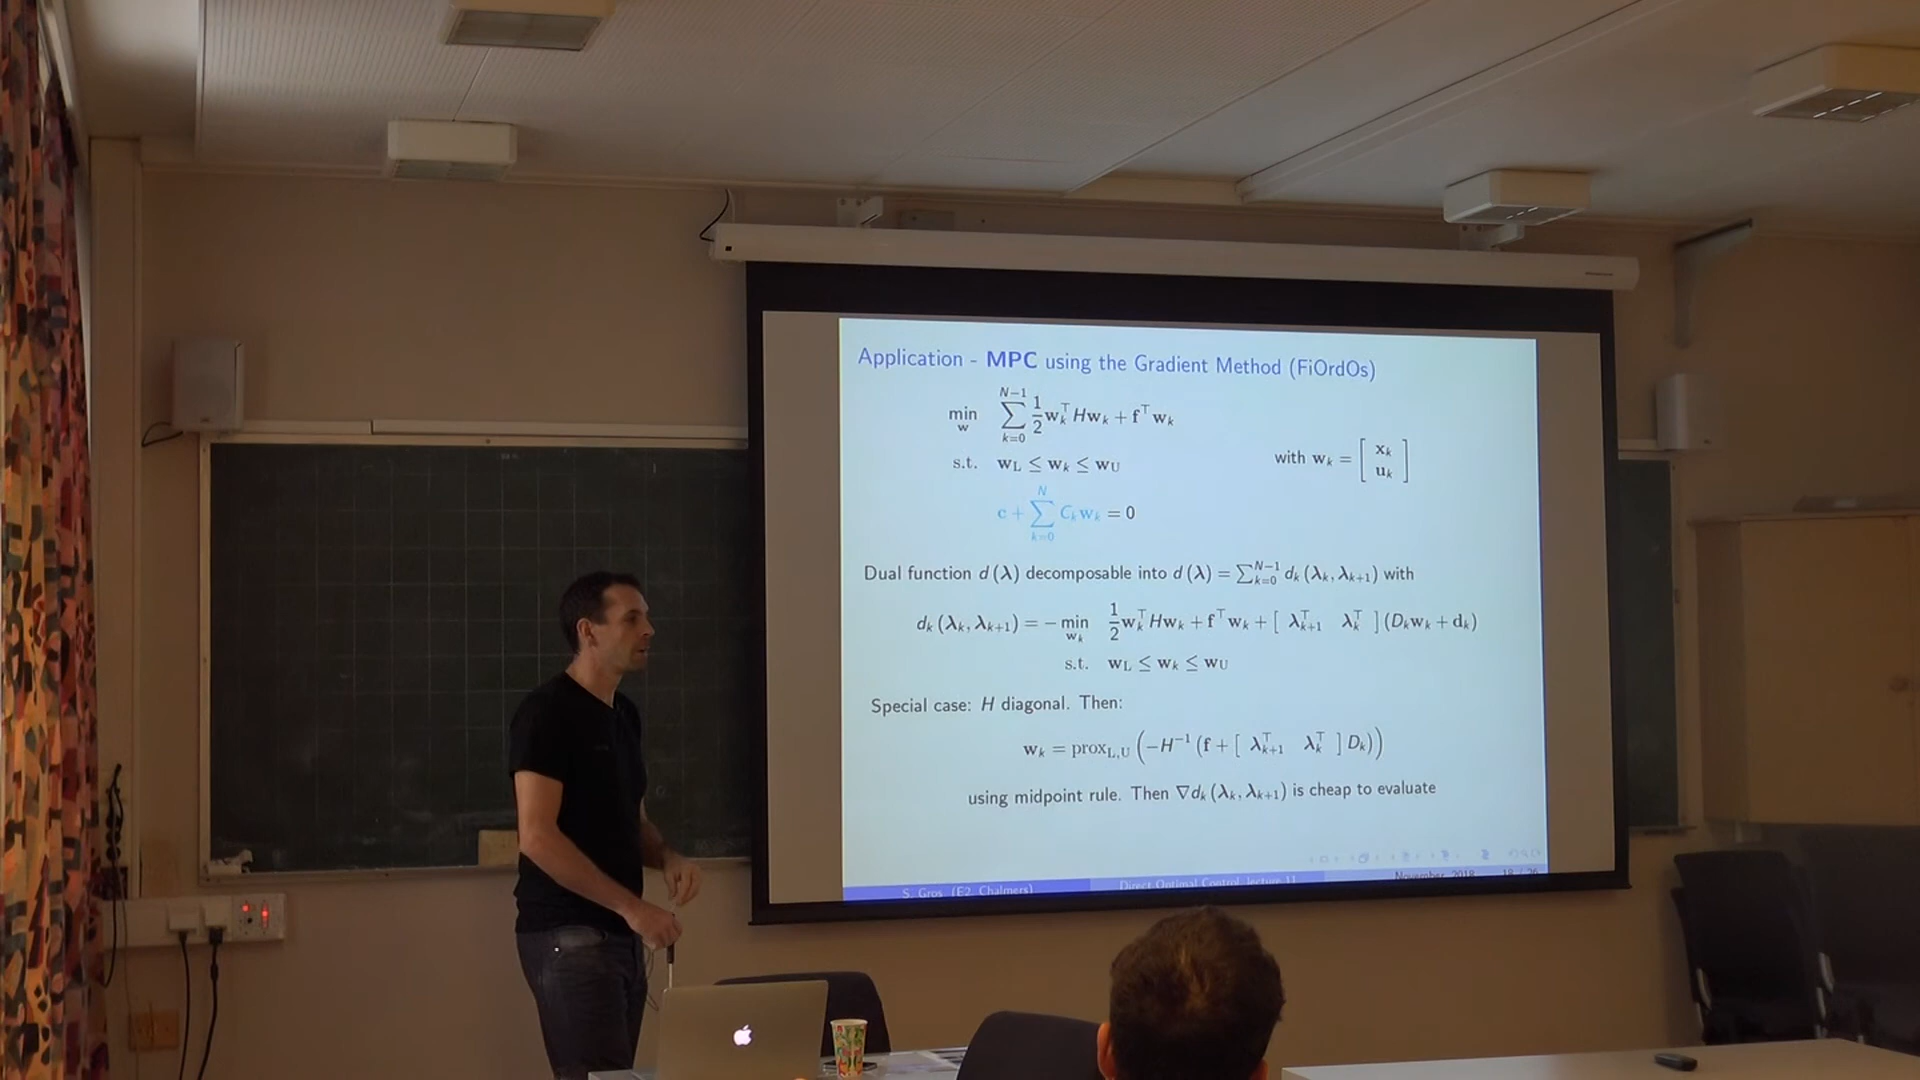 Application - MPC using the Gradient Method (FiOrdOs)
min_w ∑_{k=0}^{N−1} 1/2 w_k^⊤ H w_k + f^⊤ w_k
s.t. w_L ≤ w_k ≤ w_U
with w_k = [ x_k u_k ]
c + ∑_{k=0}^{N} C_k w_k = 0
Dual function d(λ) decomposable into d(λ) = ∑_{k=0}^{N−1} d_k(λ_k, λ_{k+1}) with
d_k(λ_k, λ_{k+1}) = − min_{w_k} 1/2 w_k^⊤ H w_k + f^⊤ w_k + [ λ_{k+1}^⊤ λ_k^⊤ ] (D_k w_k + d_k)
s.t. w_L ≤ w_k ≤ w_U
Special case: H diagonal. Then:
w_k = prox_{L,U} (−H^{−1} (f + [ λ_{k+1}^⊤ λ_k^⊤ ] D_k))
using midpoint rule. Then ∇d_k(λ_k, λ_{k+1}) is cheap to evaluate
S. Gros (E2, Chalmers) Direct Optimal Control, lecture 11 November, 2018 18 / 26